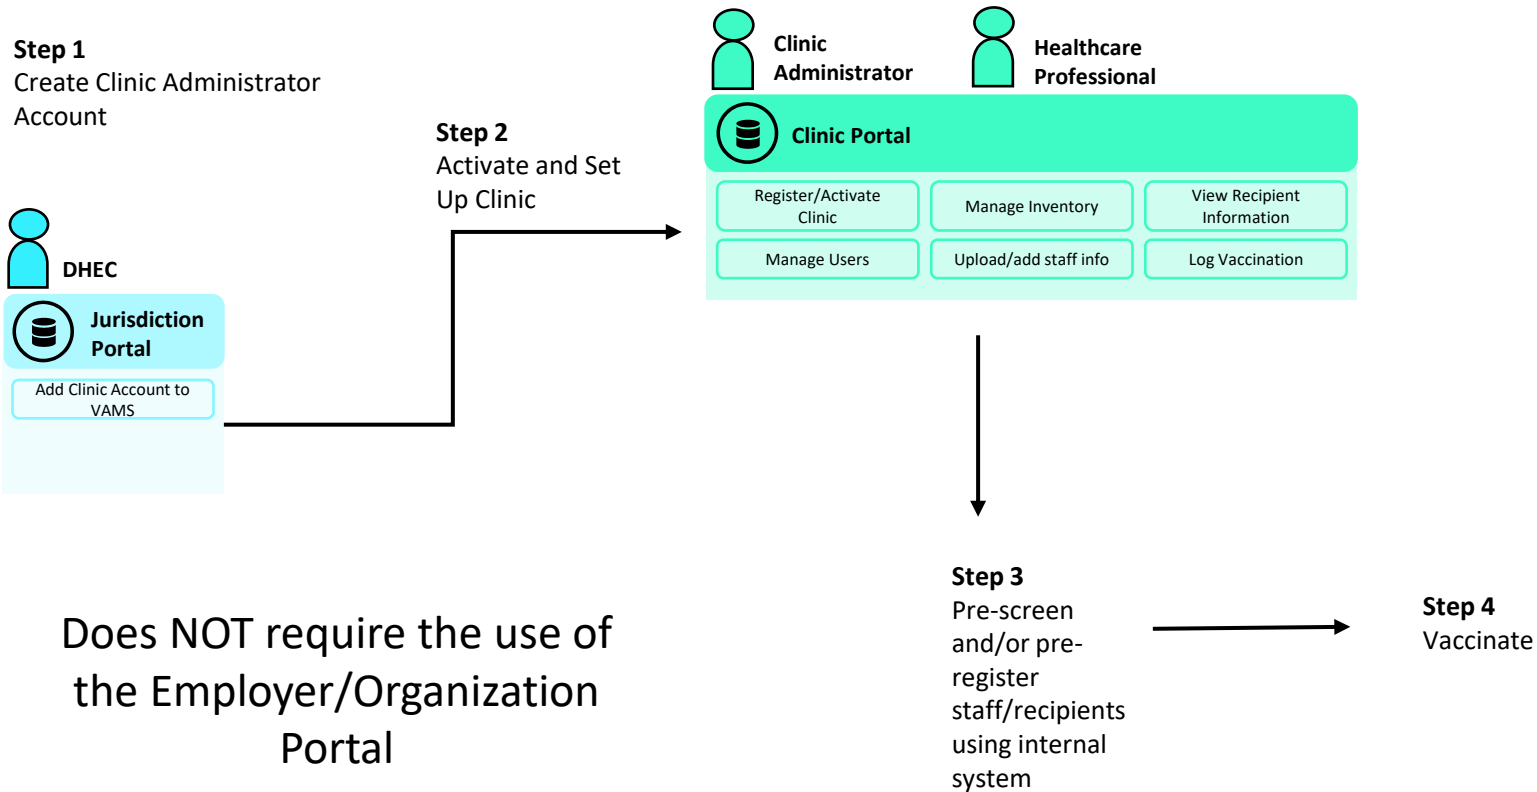 Step 1
Create Clinic Administrator
Account
DHEC
Jurisdiction
Portal
Add Clinic Account to
VAMS
Step 2
Activate and Set
Up Clinic
Clinic
Administrator
Healthcare
Professional
Clinic Portal
Register/Activate
Clinic
Manage Inventory
View Recipient
Information
Manage Users
Upload/add staff info
Log Vaccination
Step 3
Pre-screen
and/or pre-
register
staff/recipients
using internal
system
Step 4
Vaccinate
Does NOT require the use of
the Employer/Organization
Portal